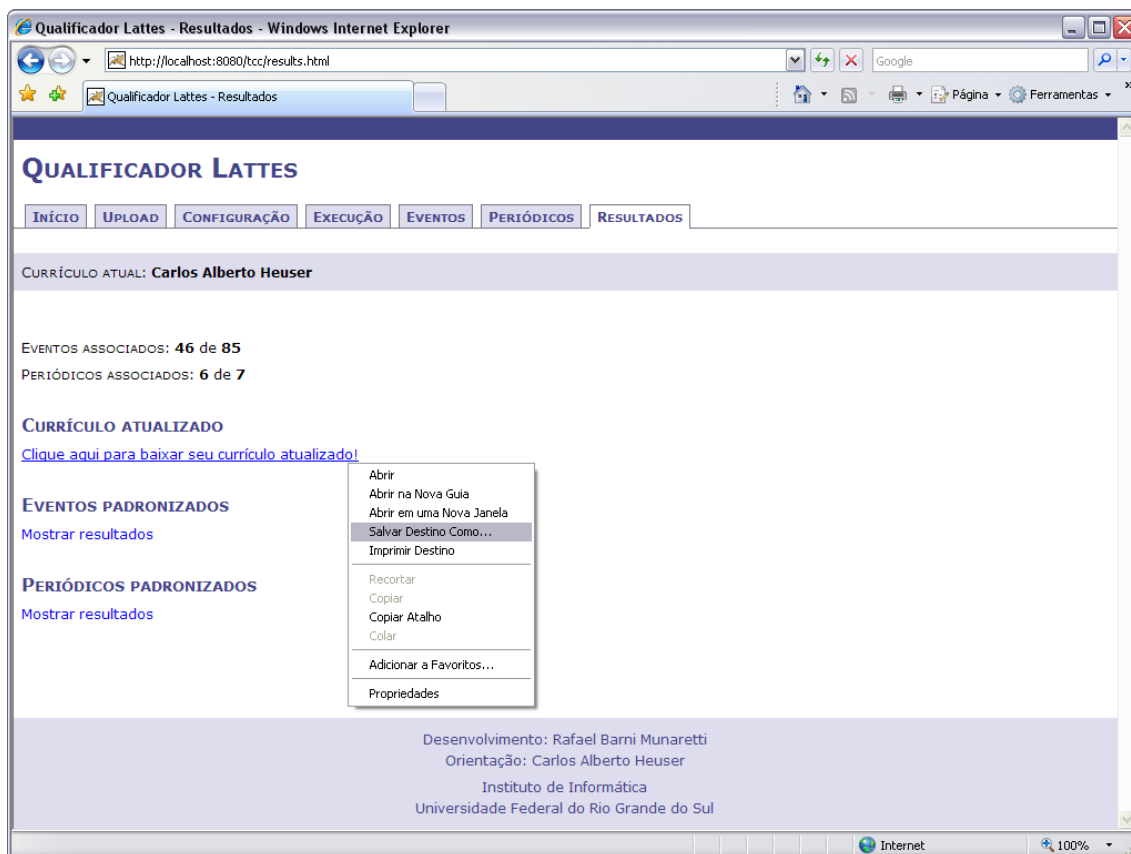 Qualificador Lattes - Resultados - Windows Internet Explorer
http://localhost:8080/tcc/results.html
Google
Qualificador Lattes - Resultados
Página
Ferramentas
»
QUALIFICADOR LATTES
INÍCIO UPLOAD CONFIGURAÇÃO EXECUÇÃO EVENTOS PERIÓDICOS RESULTADOS
CURRÍCULO ATUAL: Carlos Alberto Heuser
EVENTOS ASSOCIADOS: 46 de 85
PERIÓDICOS ASSOCIADOS: 6 de 7
CURRÍCULO ATUALIZADO
Clique aqui para baixar seu currículo atualizado!
EVENTOS PADRONIZADOS
Mostrar resultados
PERIÓDICOS PADRONIZADOS
Mostrar resultados
Abrir
Abrir na Nova Guia
Abrir em uma Nova Janela
Salvar Destino Como...
Imprimir Destino
Recortar
Copiar
Copiar Atalho
Colar
Adicionar a Favoritos...
Propriedades
Desenvolvimento: Rafael Barni Munaretti
Orientação: Carlos Alberto Heuser
Instituto de Informática
Universidade Federal do Rio Grande do Sul
Internet
100%